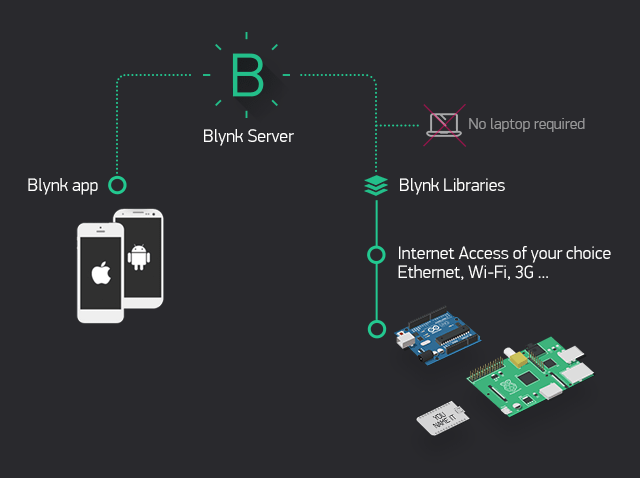 B
Blynk Server
No laptop required
Blynk app
Blynk Libraries
Internet Access of your choice
Ethernet, Wi-Fi, 3G ...
YOU
NAME IT